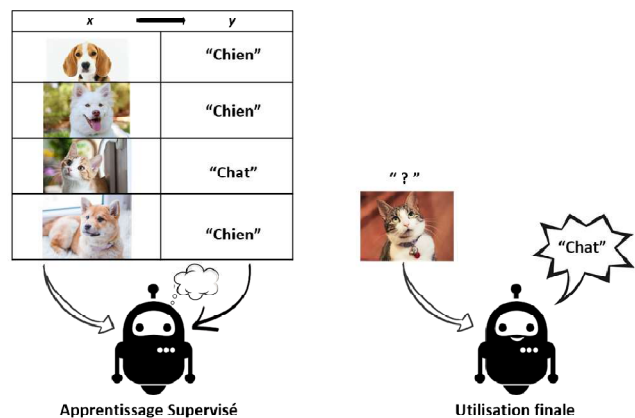 x y
“Chien”
“Chien”
“Chat”
“Chien”
“ ? ”
“Chat”
Apprentissage Supervisé
Utilisation finale